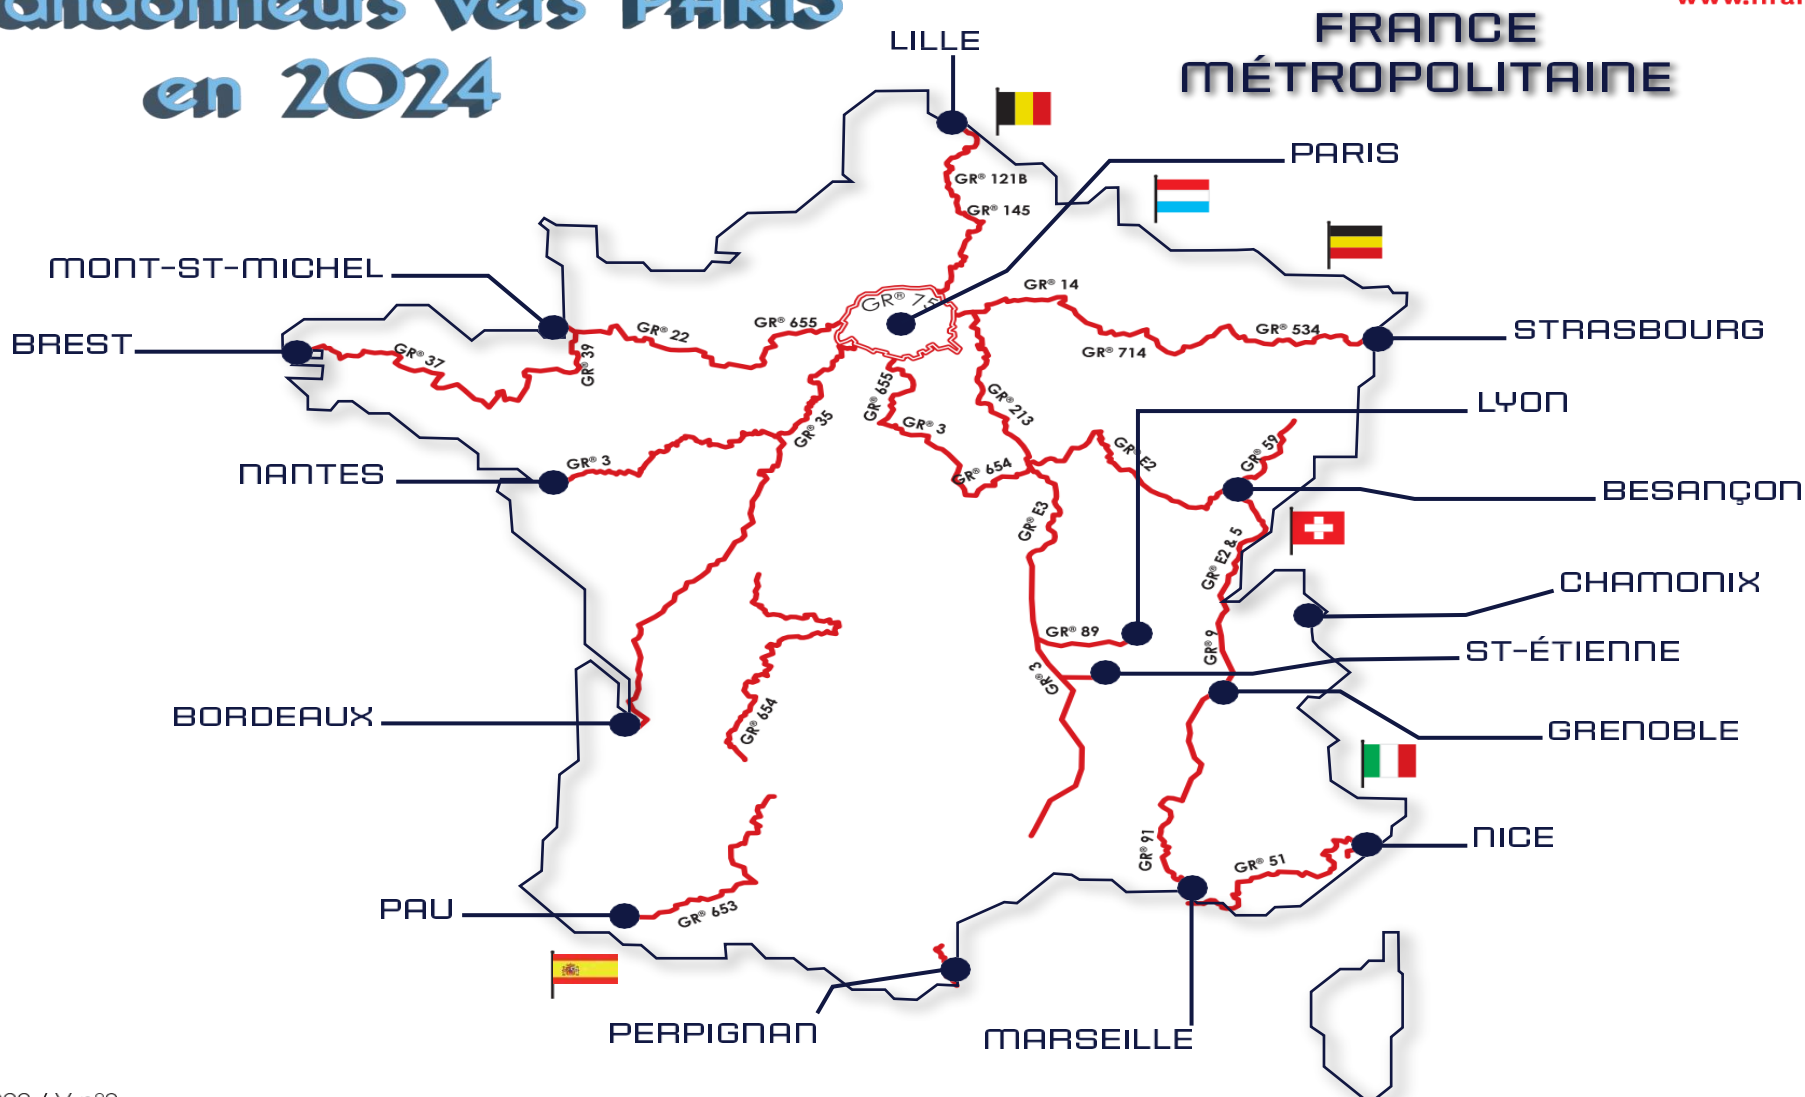 vers PARIS
en 2024
FRANCE
MÉTROPOLITAINE
LILLE
PARIS
GR® 121B
GR® 145
MONT-ST-MICHEL
GR® 75
GR® 14
BREST
GR® 37
GR® 39
GR® 22
GR® 655
GR® 534
GR® 714
STRASBOURG
GR® 655
GR® 213
LYON
GR® 35
GR® 3
GR® E2
GR® 59
NANTES
GR® 3
GR® 654
BESANÇON
GR® E3
GR® E2 & 5
CHAMONIX
GR® 89
GR® 9
ST-ÉTIENNE
GR® 3
BORDEAUX
GR® 654
GRENOBLE
GR® 91
GR® 51
NICE
PAU
GR® 653
PERPIGNAN
MARSEILLE